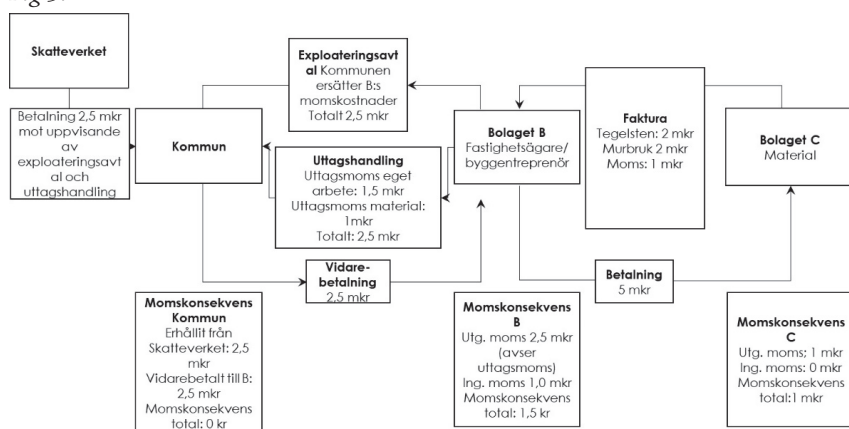 Skatteverket
Betalning 2,5 mkr
mot uppvisande
av
exploateringsavt
al och
uttagshandling
Kommun
Exploateringsavt
al Kommunen
ersätter B:s
momskostnader
Totalt 2,5 mkr
Uttagshandling
Uttagsmoms eget
arbete: 1,5 mkr
Uttagsmoms material:
1mkr
Totalt: 2,5 mkr
Bolaget B
Fastighetsägare/
byggentreprenör
Faktura
Tegelsten: 2 mkr
Murbruk 2 mkr
Moms: 1 mkr
Bolaget C
Material
Vidare-
betalning
2,5 mkr
Betalning
5 mkr
Momskonsekvens
Kommun
Erhållit från
Skatteverket: 2,5
mkr
Vidarebetalt till B:
2,5 mkr
Momskonsekvens
total: 0 kr
Momskonsekvens
B
Utg. moms 2,5 mkr
(avser
uttagsmoms)
Ing. moms 1,0 mkr
Momskonsekvens
total: 1,5 kr
Momskonsekvens
C
Utg. moms; 1 mkr
Ing. moms: 0 mkr
Momskonsekvens
total:1 mkr